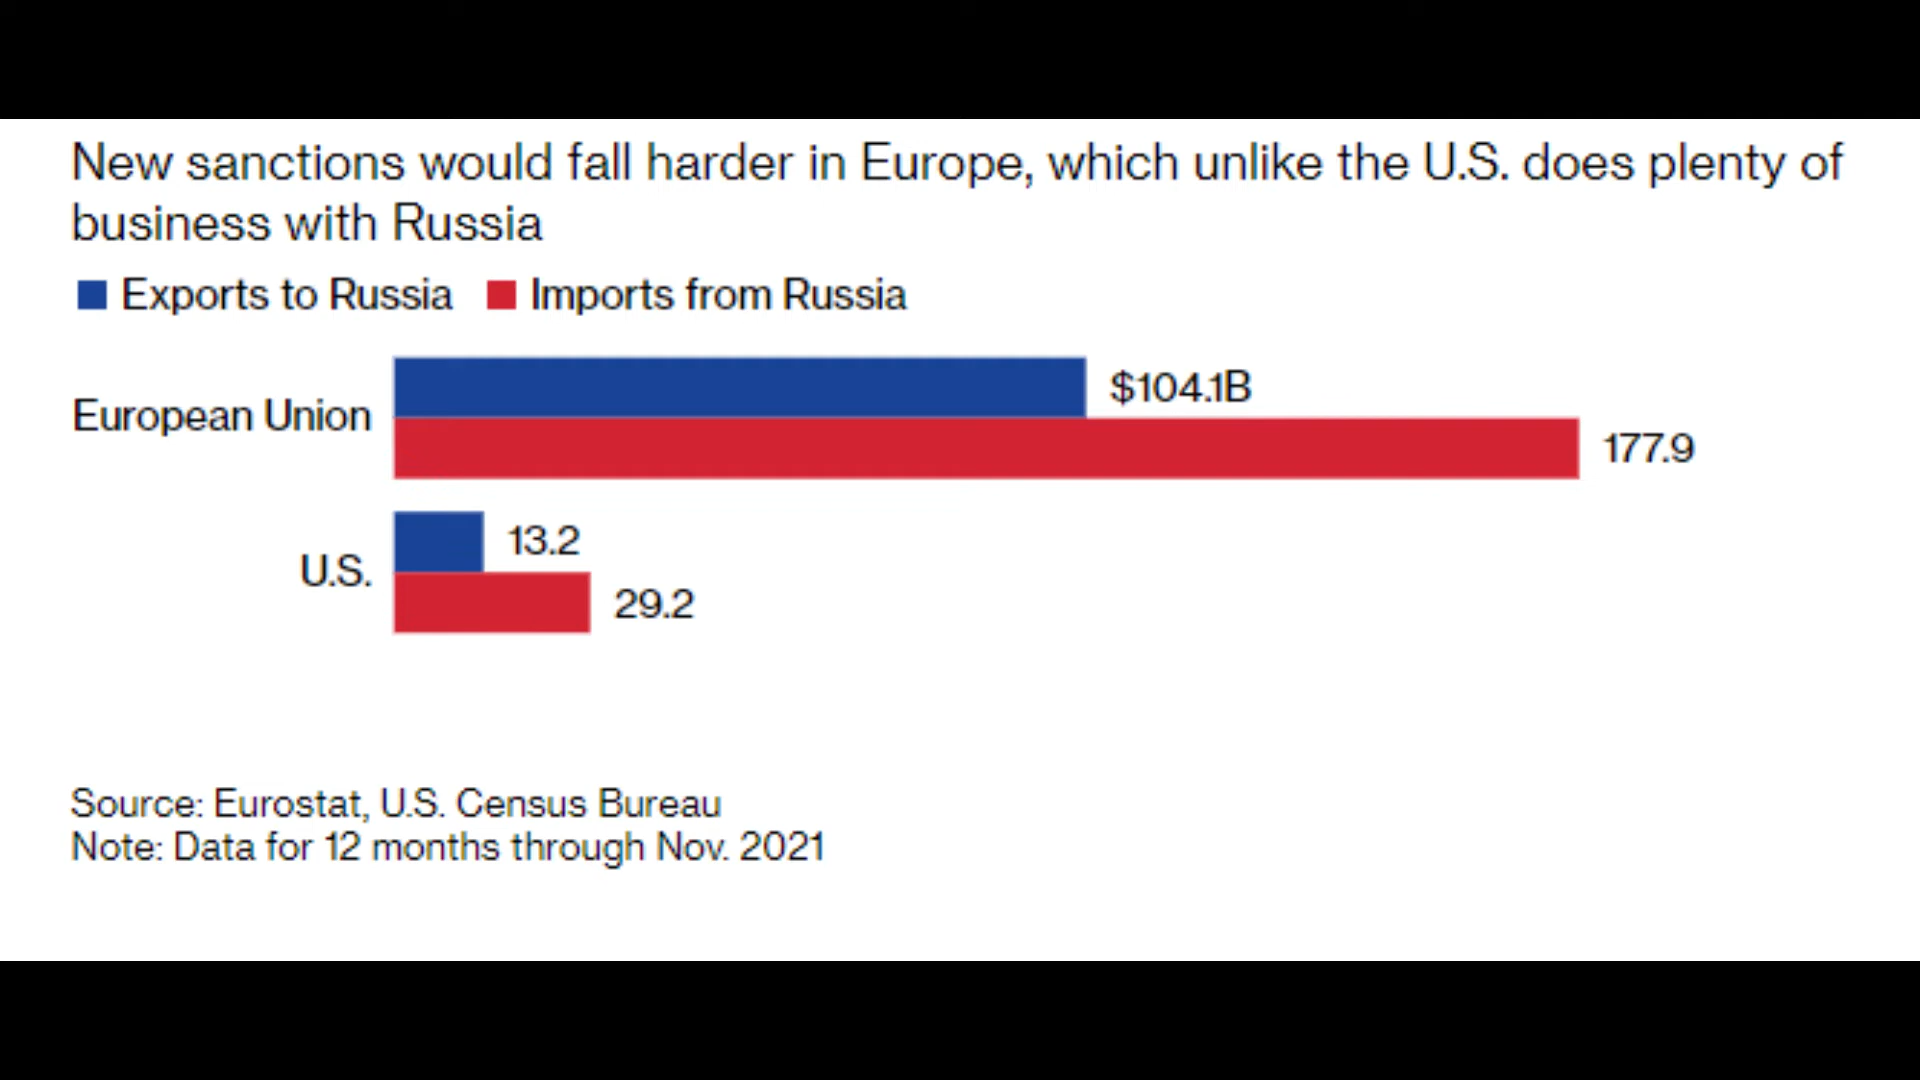 New sanctions would fall harder in Europe, which unlike the U.S. does plenty of
business with Russia
Exports to Russia Imports from Russia
European Union
$104.1B
177.9
U.S.
13.2
29.2
Source: Eurostat, U.S. Census Bureau
Note: Data for 12 months through Nov. 2021